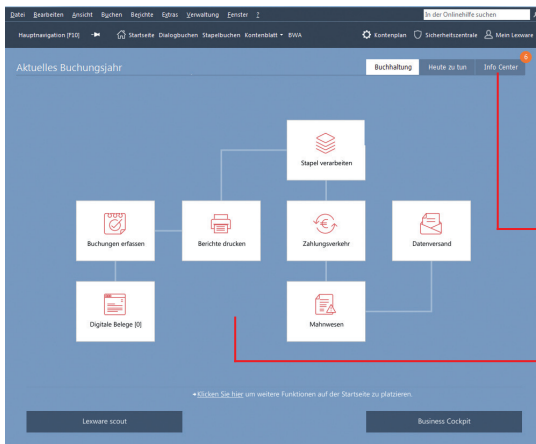 Datei Bearbeiten Ansicht Buchen Berichte Extras Verwaltung Fenster ?
In der Onlinehilfe suchen
Hauptnavigation [F10] Startseite Dialogbuchen Stapelbuchen Kontenblatt BWA Kontenplan Sicherheitszentrale Mein Lexware
Aktuelles Buchungsjahr
Buchhaltung Heute zu tun Info Center 6
Stapel verarbeiten
Buchungen erfassen Berichte drucken Zahlungsverkehr Datenversand
Digitale Belege [0] Mahnwesen
Klicken Sie hier um weitere Funktionen auf der Startseite zu platzieren.
Lexware scout Business Cockpit